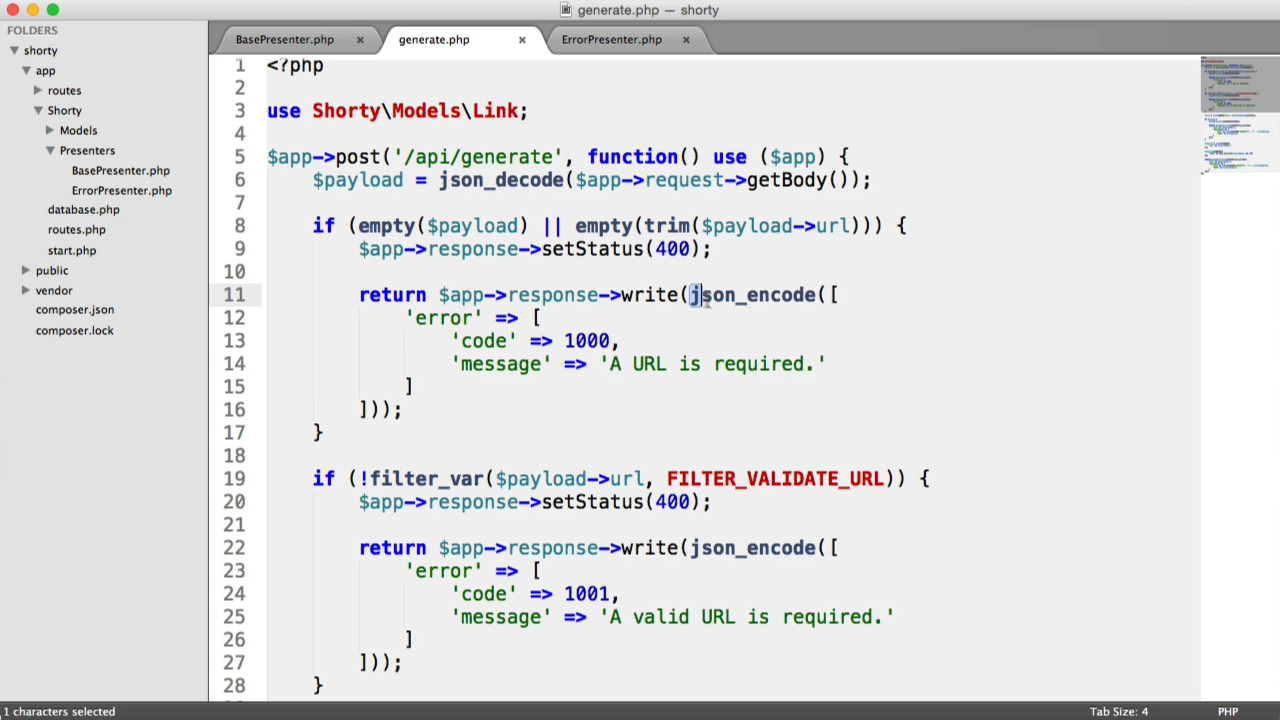 generate.php — shorty
FOLDERS
shorty
app
routes
Shorty
Models
Presenters
BasePresenter.php
ErrorPresenter.php
database.php
routes.php
start.php
public
vendor
composer.json
composer.lock
BasePresenter.php × generate.php × ErrorPresenter.php ×
1 <?php
2
3 use Shorty\Models\Link;
4
5 $app->post('/api/generate', function() use ($app) {
6 $payload = json_decode($app->request->getBody());
7
8 if (empty($payload) || empty(trim($payload->url))) {
9 $app->response->setStatus(400);
10
11 return $app->response->write(json_encode([
12 'error' => [
13 'code' => 1000,
14 'message' => 'A URL is required.'
15 ]
16 ]));
17 }
18
19 if (!filter_var($payload->url, FILTER_VALIDATE_URL)) {
20 $app->response->setStatus(400);
21
22 return $app->response->write(json_encode([
23 'error' => [
24 'code' => 1001,
25 'message' => 'A valid URL is required.'
26 ]
27 ]));
28 }
1 characters selected
Tab Size: 4 PHP